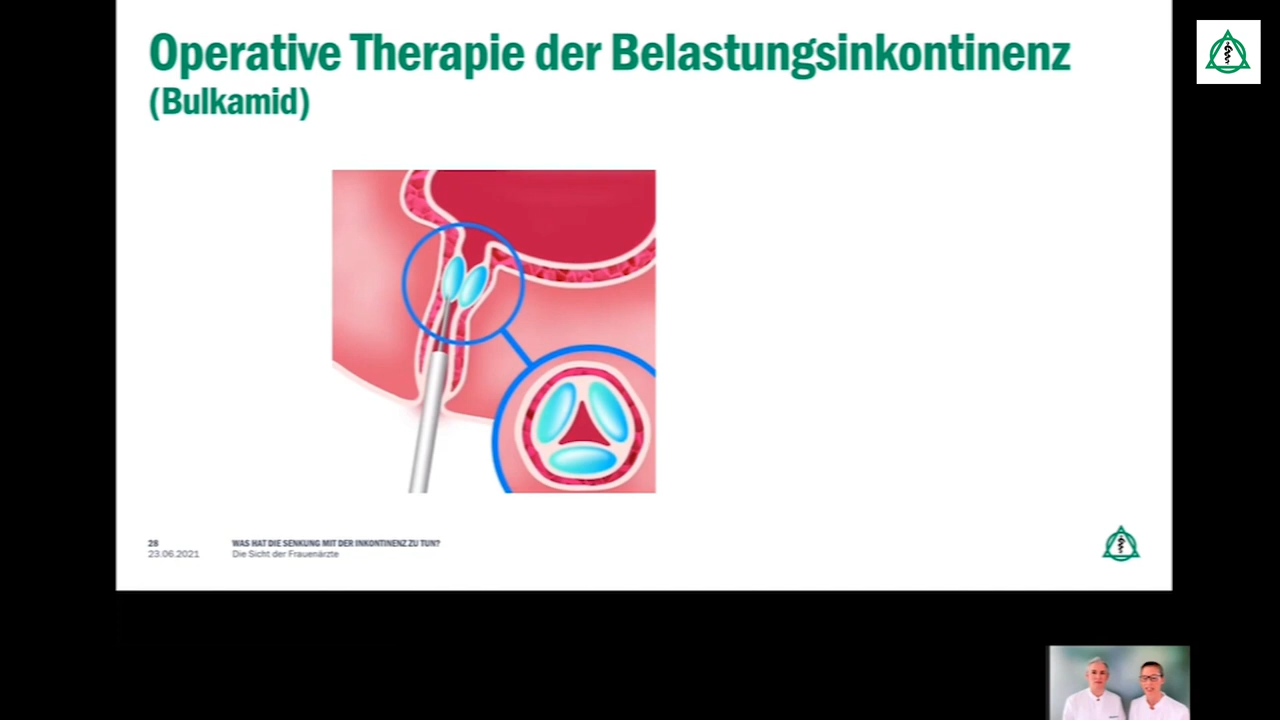 Operative Therapie der Belastungsinkontinenz
(Bulkamid)
28
WAS HAT DIE SENKUNG MIT DER INKONTINENZ ZU TUN?
23.06.2021
Die Sicht der Frauenärzte